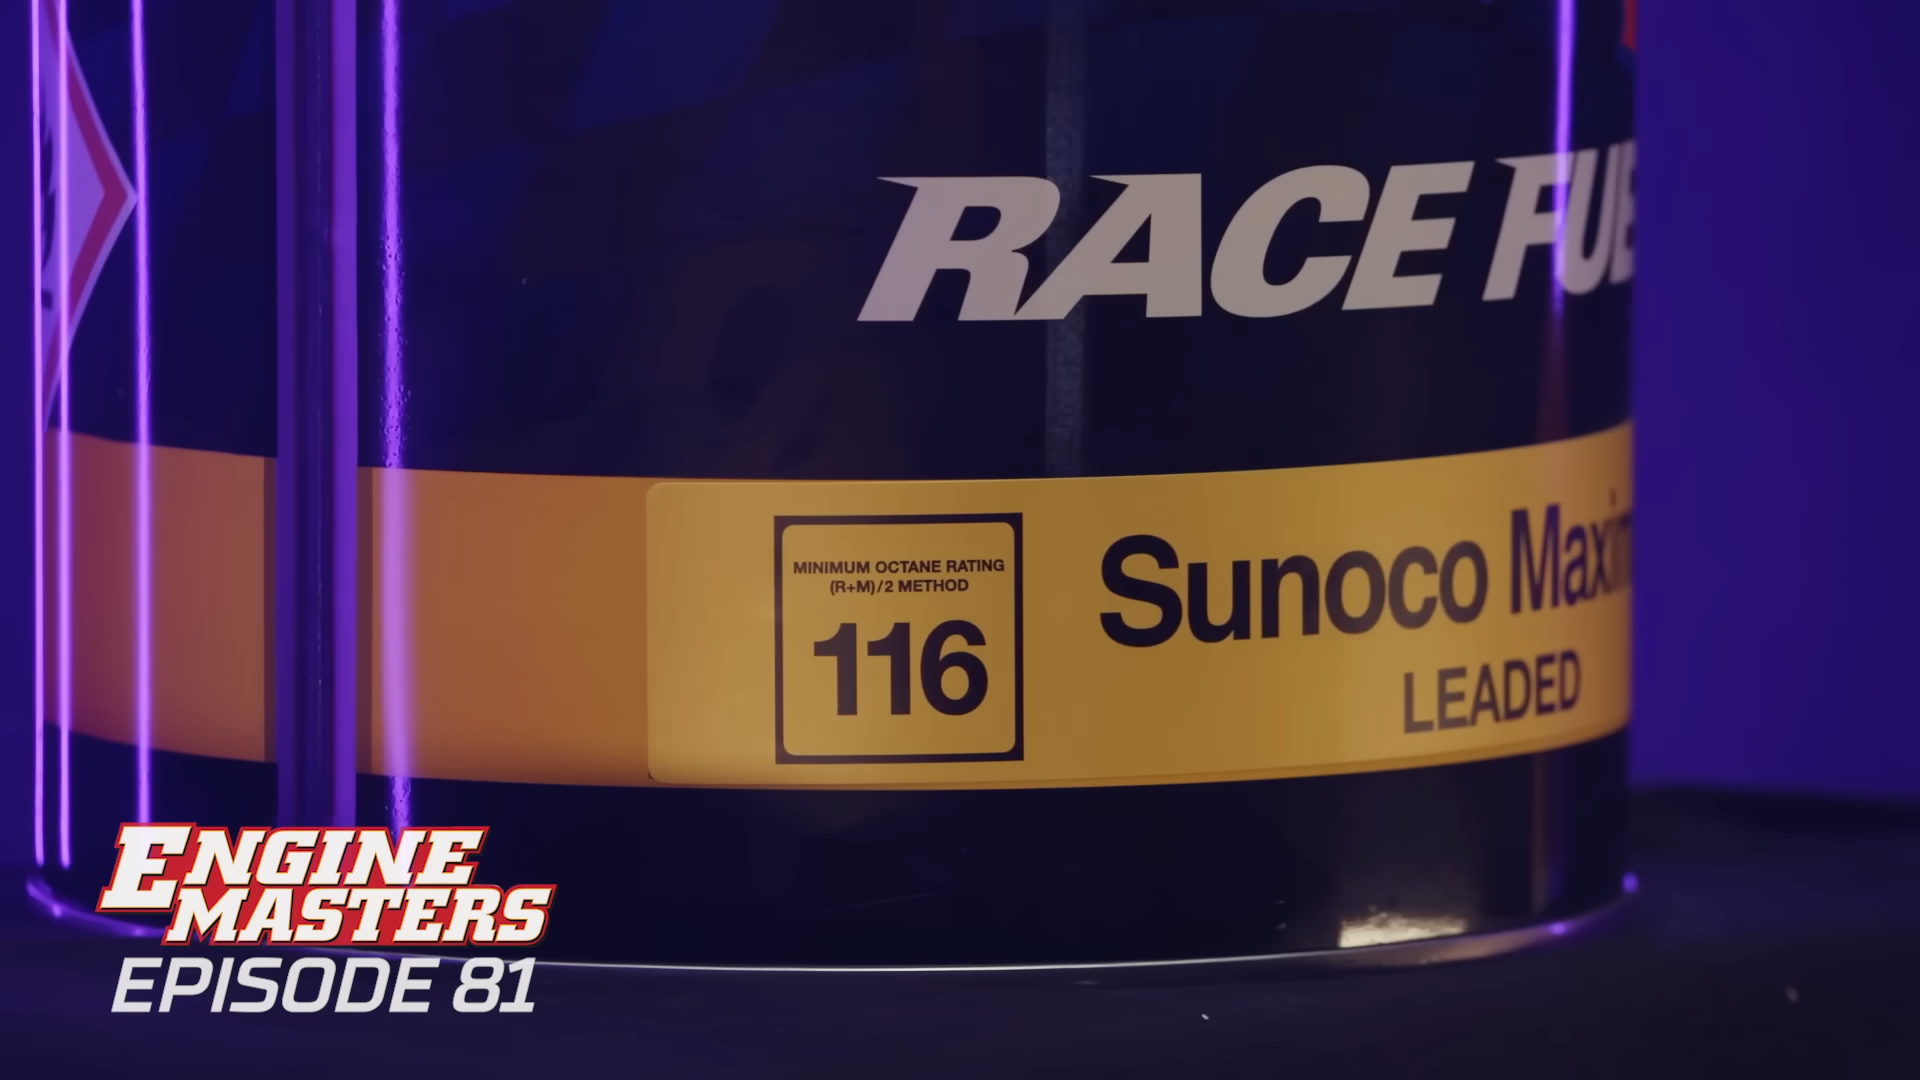 RACE FUE
MINIMUM OCTANE RATING
(R+M)/2 METHOD
116
Sunoco Maxim
LEADED
ENGINE
MASTERS
EPISODE 81